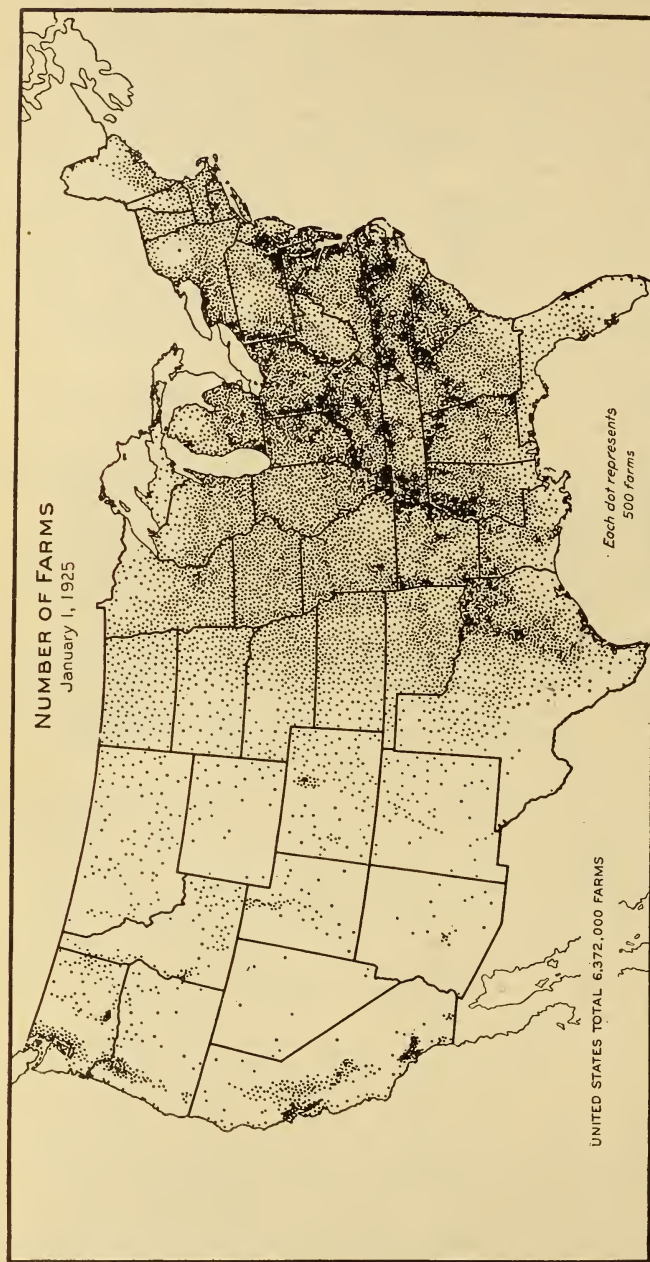 NUMBER OF FARMS
January 1, 1925
Each dot represents
500 farms
UNITED STATES TOTAL 6,372,000 FARMS